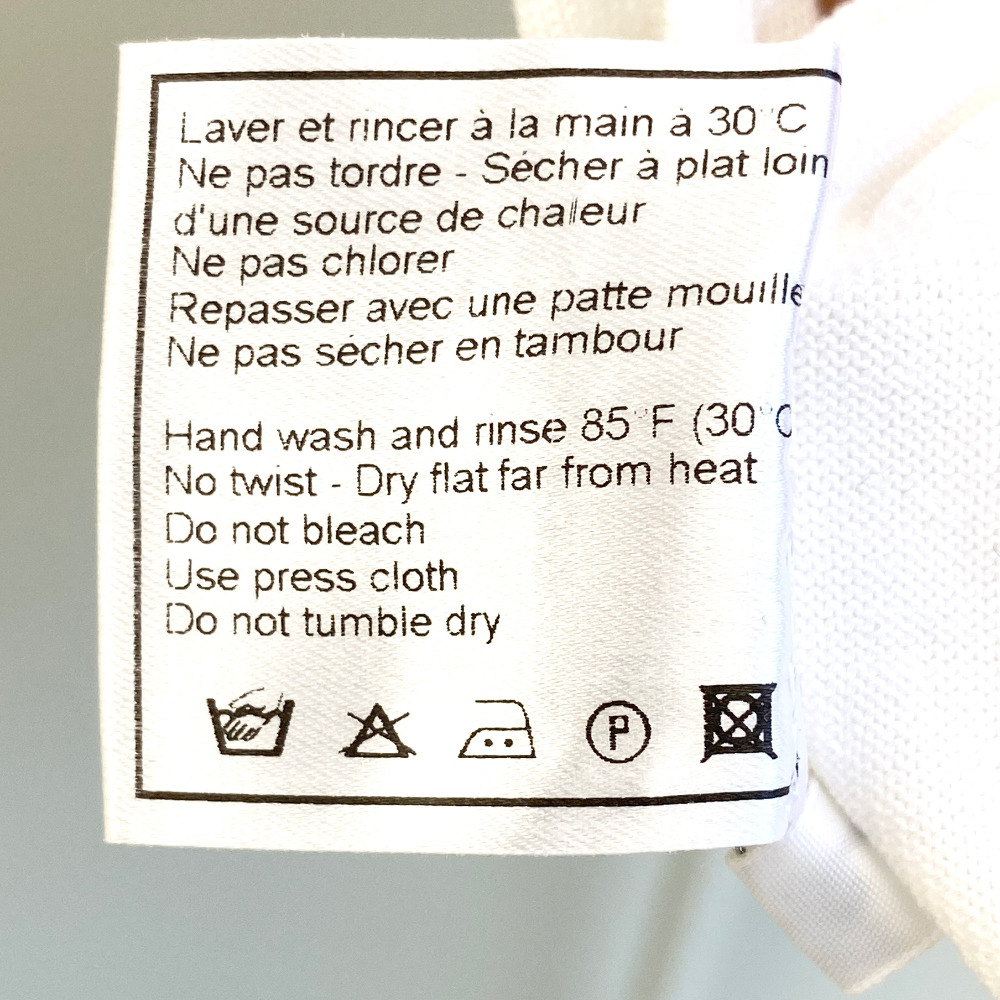 Laver et rincer à la main à 30°C
Ne pas tordre - Sécher à plat loin
d'une source de chaleur
Ne pas chlorer
Repasser avec une patte mouille
Ne pas sécher en tambour
Hand wash and rinse 85°F (30°C
No twist - Dry flat far from heat
Do not bleach
Use press cloth
Do not tumble dry
P